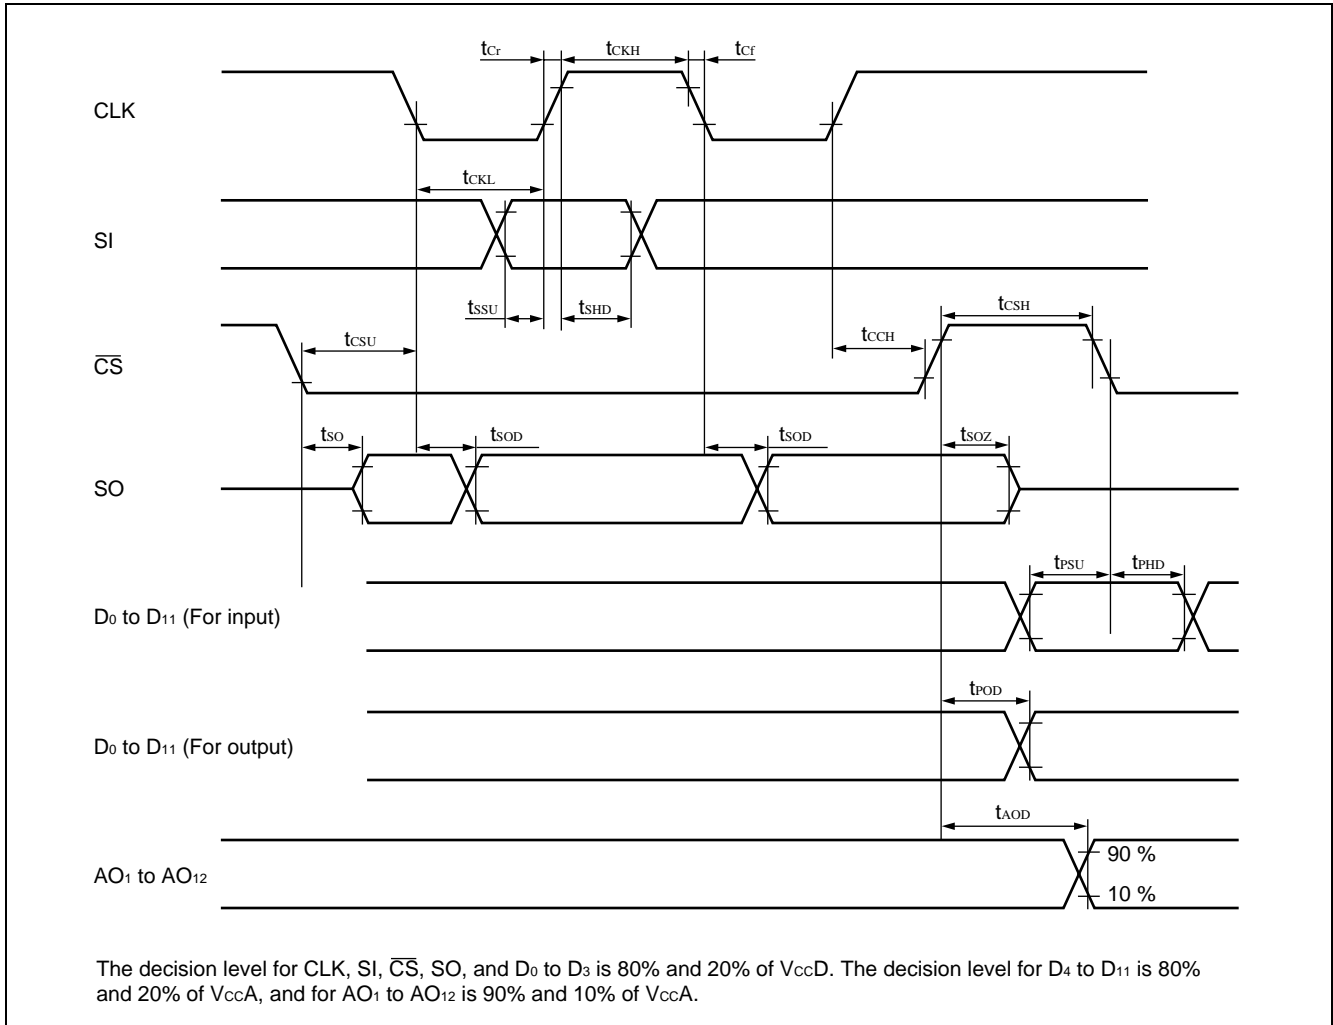 tCr tCKH tCf
CLK
tCKL
SI
tSSU tSHD tCSH
tCSU tCCH
CS
tSO tSOD tSOD tSOZ
SO
tPSU tPHD
D0 to D11 (For input)
tPOD
D0 to D11 (For output)
tAOD
90 %
AO1 to AO12
10 %
The decision level for CLK, SI, CS, SO, and D0 to D3 is 80% and 20% of VCCD. The decision level for D4 to D11 is 80%
and 20% of VCCA, and for AO1 to AO12 is 90% and 10% of VCCA.